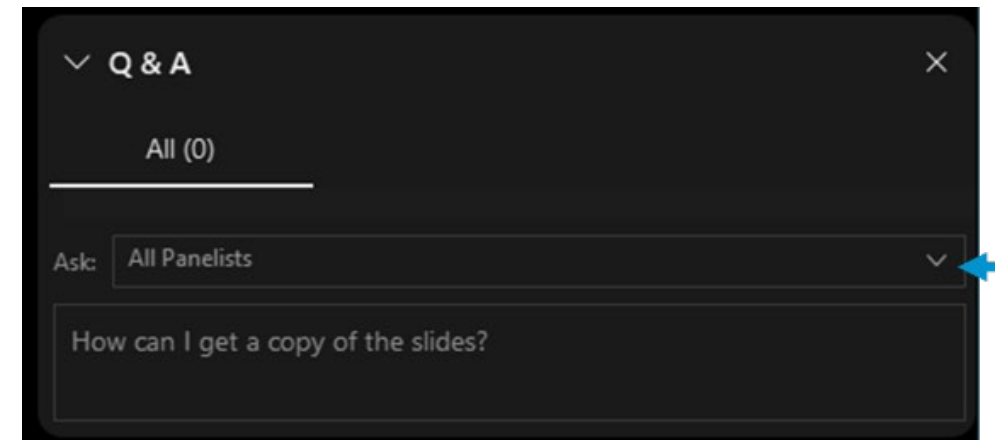 Q & A
All (0)
Ask: All Panelists
How can I get a copy of the slides?